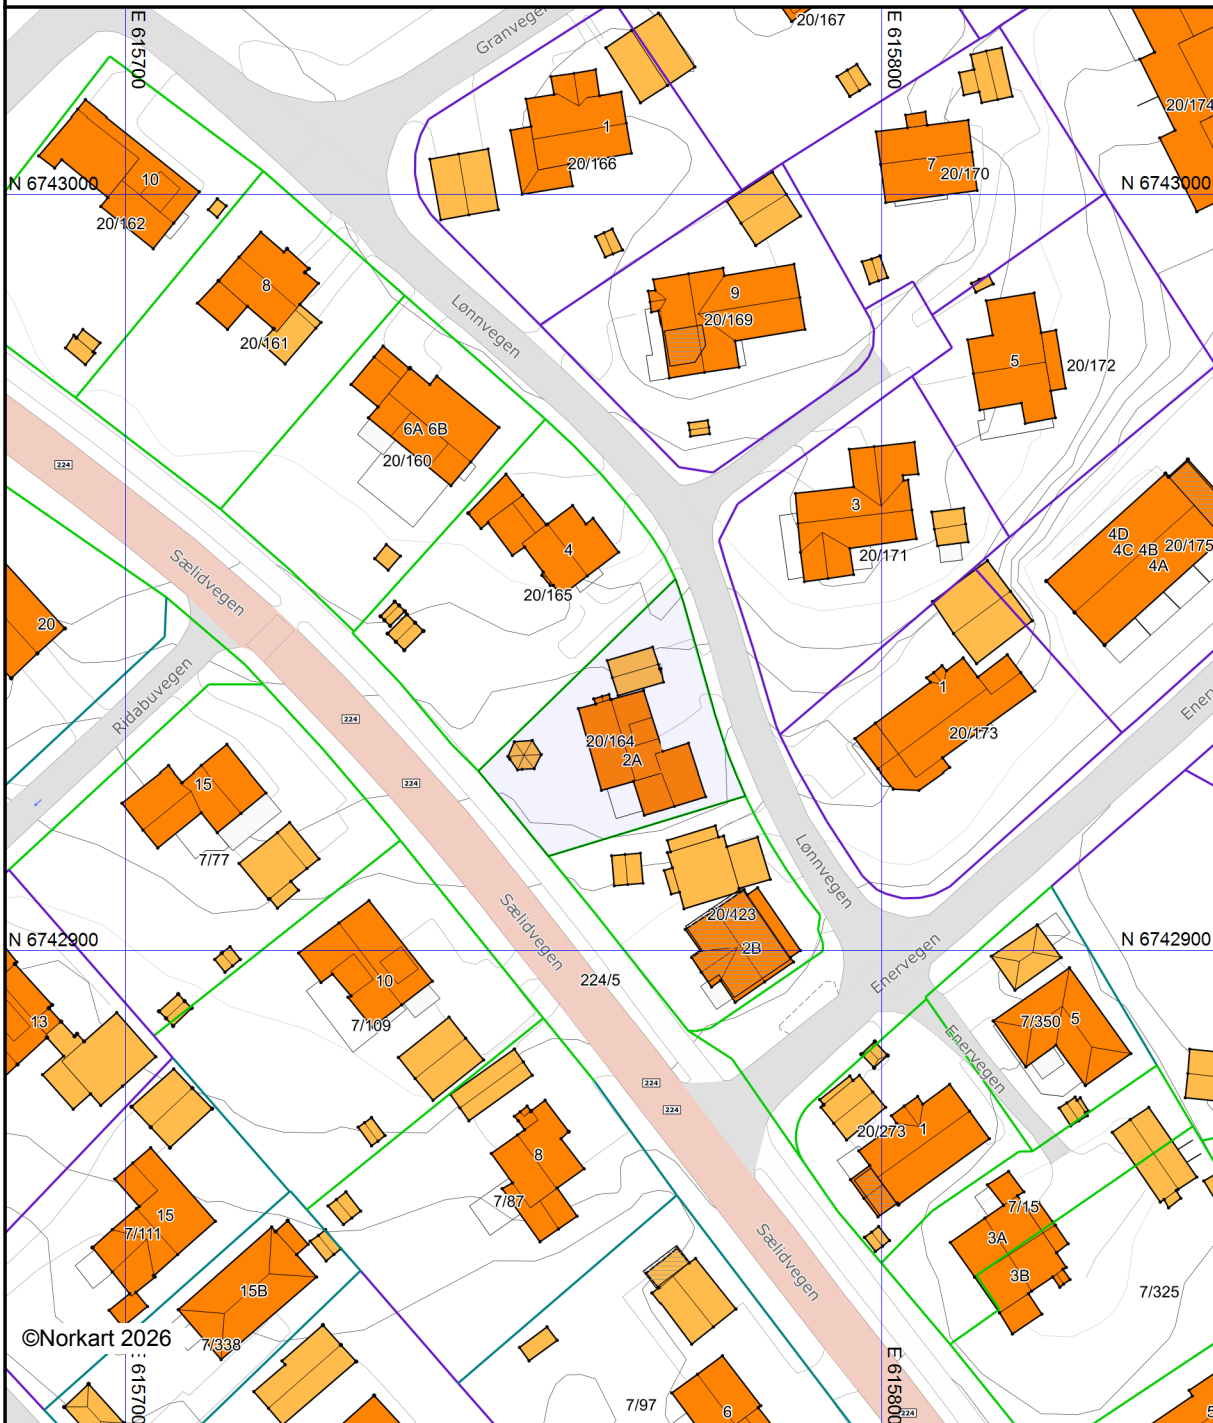 E 615700
E 615800
Granvegen
20/167
20/174
1
20/166
7
20/170
N 6743000
N 6743000
10
20/162
8
20/161
Lønnvegen
9
20/169
5
20/172
6A 6B
20/160
224
3
20/171
4D
4C 4B
4A
20/175
4
20/165
Sælidvegen
20
Ridabuvegen
1
20/173
Ener
224
20/164
2A
224
15
7/77
Lønnvegen
20/423
2B
N 6742900
N 6742900
Sælidvegen
Enervegen
10
7/109
224/5
13
7/350
5
Enervegen
224
224
20/273
1
8
7/87
15
7/111
7/15
3A
3B
Sælidvegen
15B
7/338
7/325
©Norkart 2026
E 615700
E 615800
7/97
6
224
5